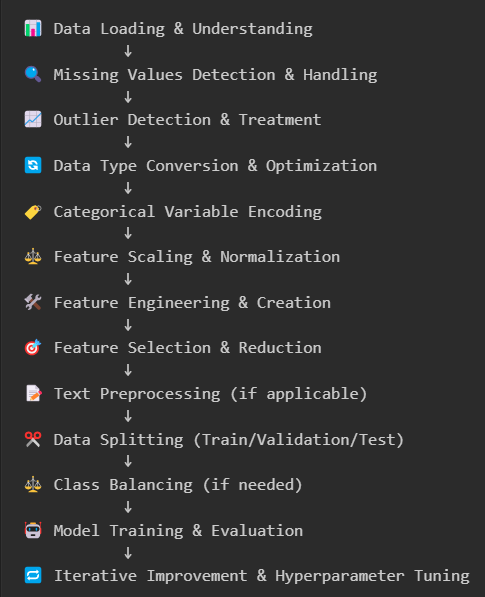 📊 Data Loading & Understanding
↓
🔍 Missing Values Detection & Handling
↓
📈 Outlier Detection & Treatment
↓
🔄 Data Type Conversion & Optimization
↓
🏷️ Categorical Variable Encoding
↓
⚖️ Feature Scaling & Normalization
↓
🛠️ Feature Engineering & Creation
↓
🎯 Feature Selection & Reduction
↓
📝 Text Preprocessing (if applicable)
↓
✂️ Data Splitting (Train/Validation/Test)
↓
⚖️ Class Balancing (if needed)
↓
🤖 Model Training & Evaluation
↓
🔁 Iterative Improvement & Hyperparameter Tuning